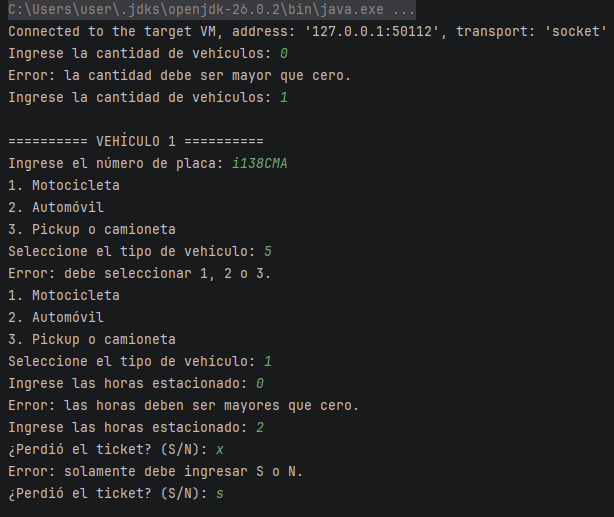 C:\Users\user\.jdks\openjdk-26.0.2\bin\java.exe ...
Connected to the target VM, address: '127.0.0.1:50112', transport: 'socket'
Ingrese la cantidad de vehículos: 0
Error: la cantidad debe ser mayor que cero.
Ingrese la cantidad de vehículos: 1
========== VEHÍCULO 1 ==========
Ingrese el número de placa: i138CMA
1. Motocicleta
2. Automóvil
3. Pickup o camioneta
Seleccione el tipo de vehículo: 5
Error: debe seleccionar 1, 2 o 3.
1. Motocicleta
2. Automóvil
3. Pickup o camioneta
Seleccione el tipo de vehículo: 1
Ingrese las horas estacionado: 0
Error: las horas deben ser mayores que cero.
Ingrese las horas estacionado: 2
¿Perdió el ticket? (S/N): x
Error: solamente debe ingresar S o N.
¿Perdió el ticket? (S/N): s